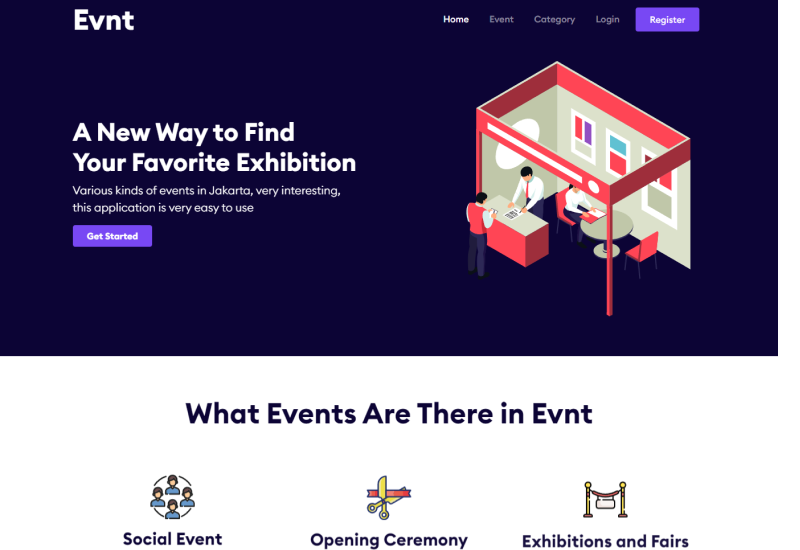 Evnt
Home
Event
Category
Login
Register
A New Way to Find
Your Favorite Exhibition
Various kinds of events in Jakarta, very interesting,
this application is very easy to use
Get Started
What Events Are There in Evnt
Social Event
Opening Ceremony
Exhibitions and Fairs